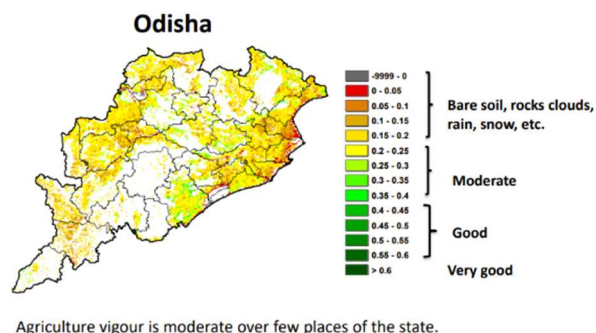 Odisha
-9999 - 0
0 - 0.05
0.05 - 0.1
0.1 - 0.15
0.15 - 0.2
0.2 - 0.25
0.25 - 0.3
0.3 - 0.35
0.35 - 0.4
0.4 - 0.45
0.45 - 0.5
0.5 - 0.55
0.55 - 0.6
> 0.6
Bare soil, rocks clouds,
rain, snow, etc.
Moderate
Good
Very good
Agriculture vigour is moderate over few places of the state.